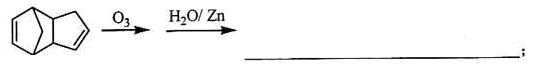 O₃ H₂O/ Zn ;